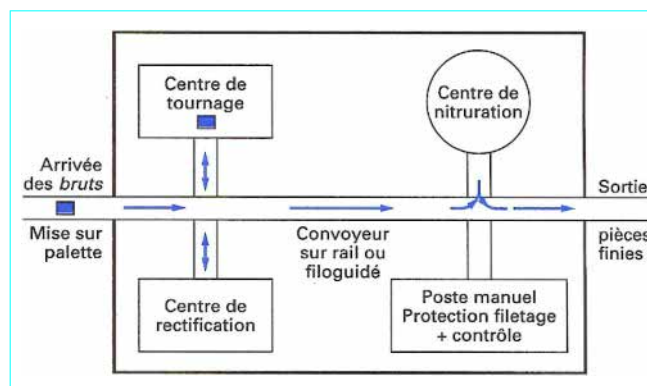 Centre de
tournage
Centre de
nitruration
Arrivée
des bruts
Mise sur
palette
Convoyeur
sur rail ou
filoguidé
Sortie
pièces
finies
Centre de
rectification
Poste manuel
Protection filetage
+ contrôle